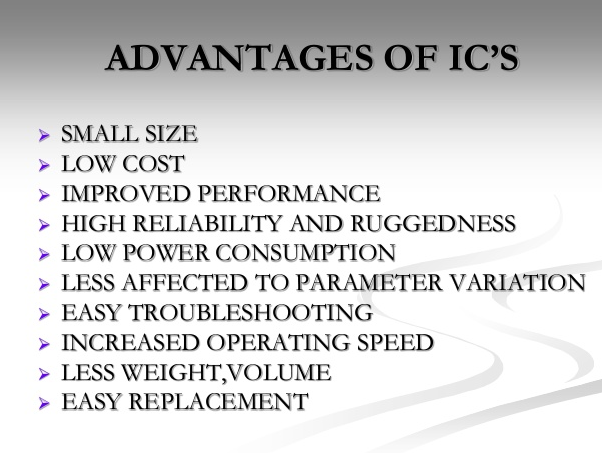 ADVANTAGES OF IC’S
SMALL SIZE
LOW COST
IMPROVED PERFORMANCE
HIGH RELIABILITY AND RUGGEDNESS
LOW POWER CONSUMPTION
LESS AFFECTED TO PARAMETER VARIATION
EASY TROUBLESHOOTING
INCREASED OPERATING SPEED
LESS WEIGHT,VOLUME
EASY REPLACEMENT